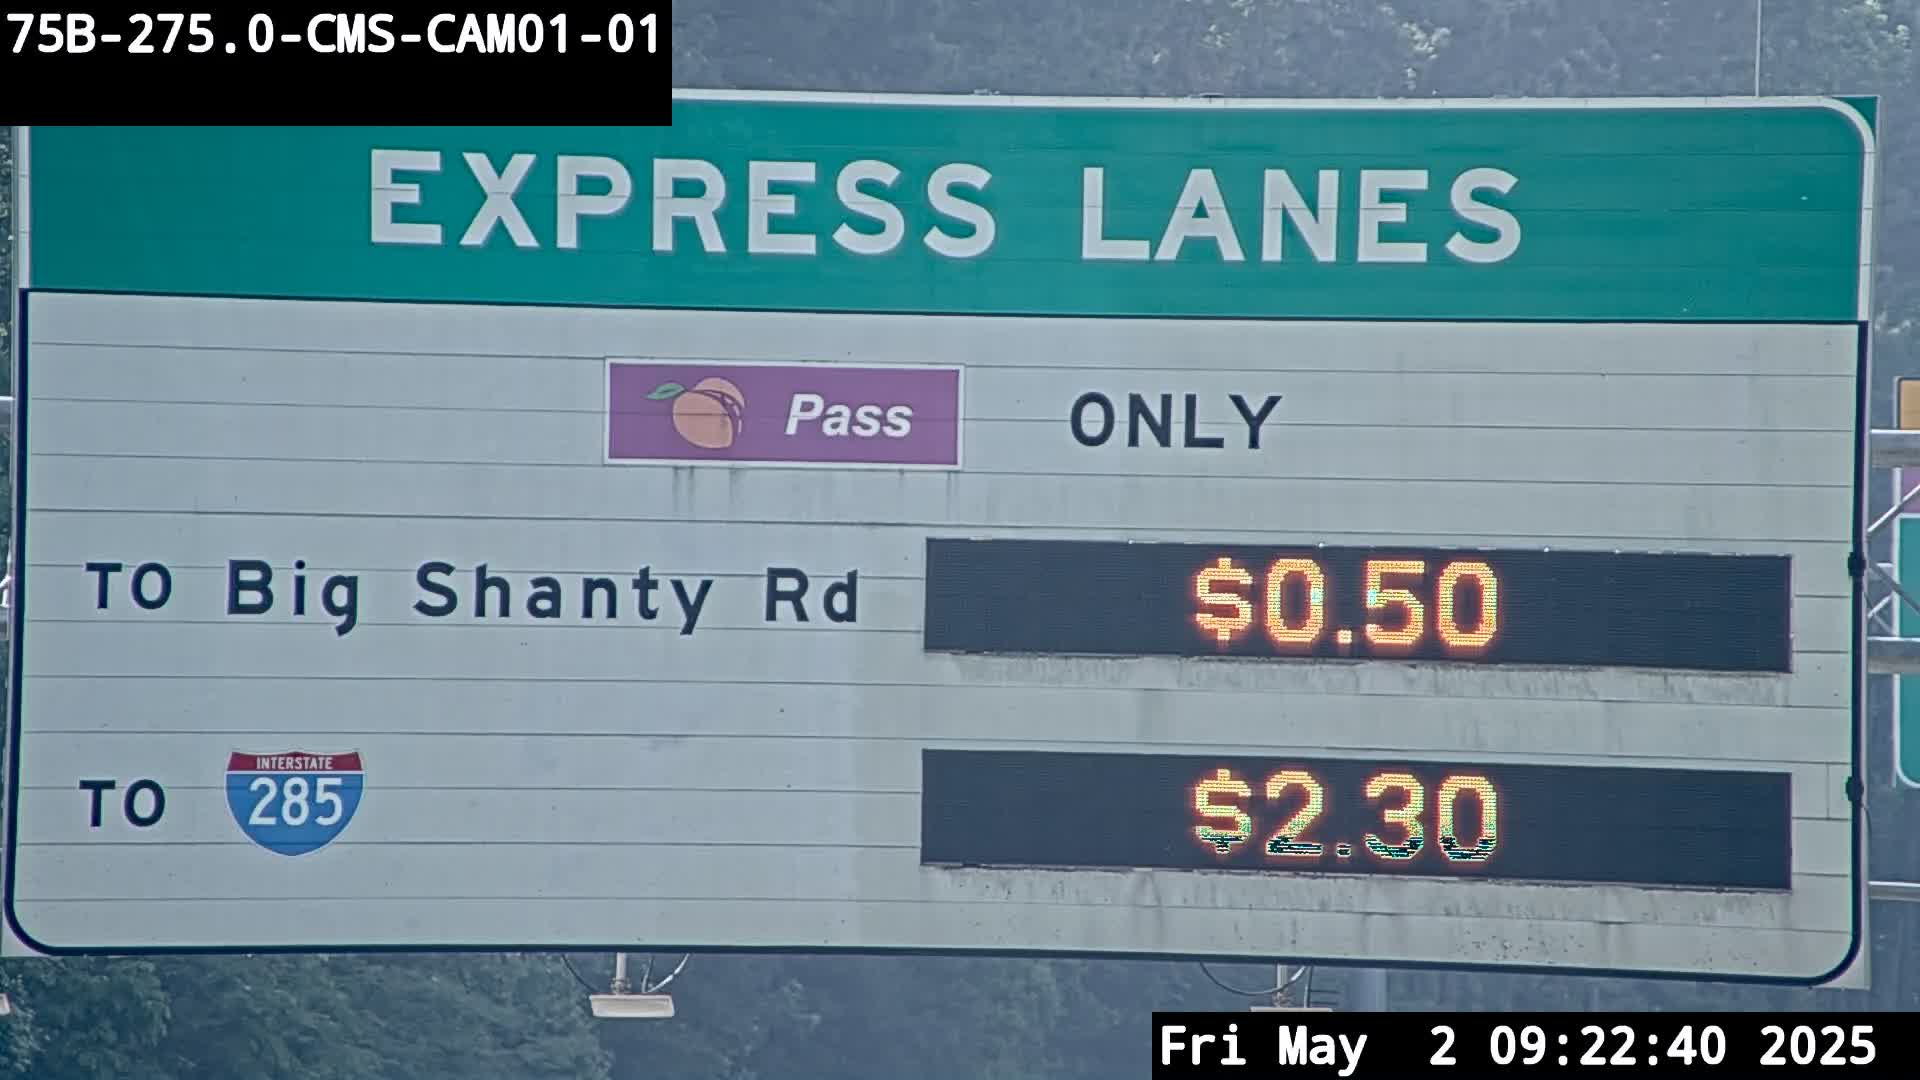 75B-275.0-CMS-CAM01-01
EXPRESS LANES
Pass ONLY
TO Big Shanty Rd $0.50
INTERSTATE
TO 285 $2.30
Fri May 2 09:22:40 2025